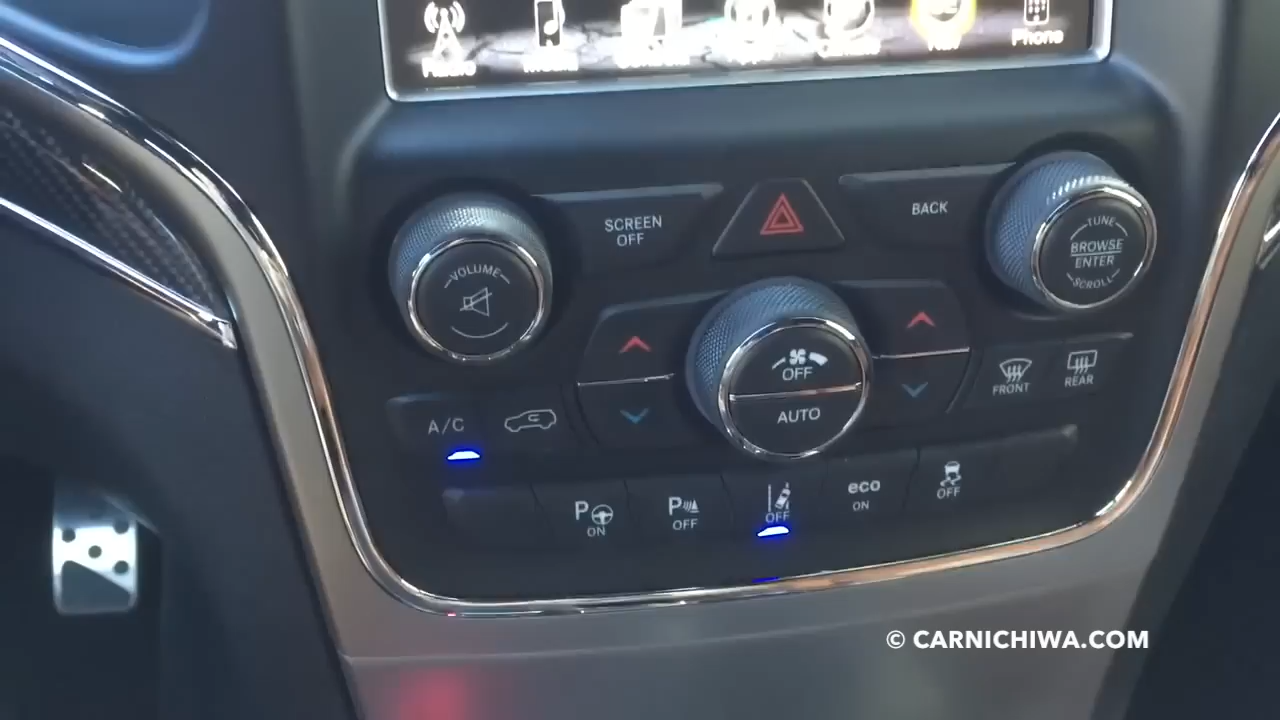 Phone
SCREEN
OFF
BACK
VOLUME
TUNE
BROWSE
ENTER
SCROLL
OFF
AUTO
FRONT
REAR
A/C
P
ON
P
OFF
OFF
eco
ON
OFF
© CARNICHIWA.COM